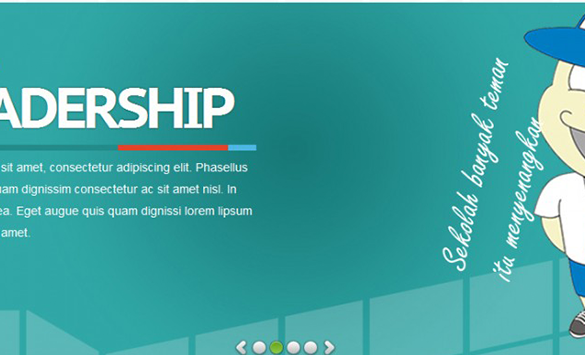 ADERSHIP
sit amet, consectetur adipiscing elit. Phasellus
uam dignissim consectetur ac sit amet nisl. In
ea. Eget augue quis quam dignissi lorem lipsum
amet.
Sekolah banyak teman
itu menyenangkan